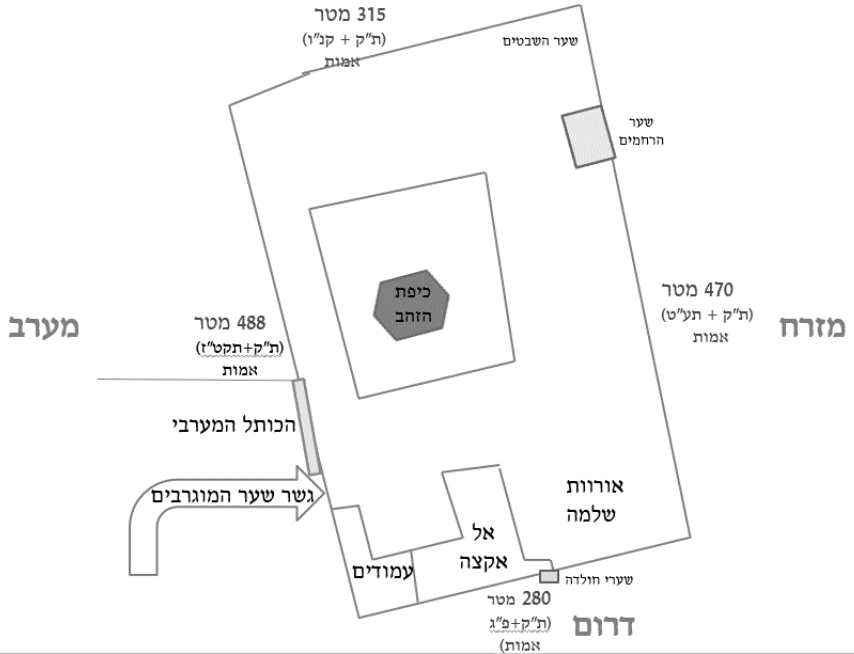 315 מטר
(ת"ק + קנ"ו)
אמות
שער השבטים
שער
הרחמים
כיפת
הזהב
470 מטר
(ת"ק + תע"ט)
אמות
מזרח
מערב
488 מטר
(ת"ק+תקט"ז)
אמות
הכותל המערבי
גשר שער המוגרבים
אורוות
שלמה
אל
אקצה
עמודים
שערי חולדה
280 מטר
(ת"ק+פ"ג
אמות)
דרום